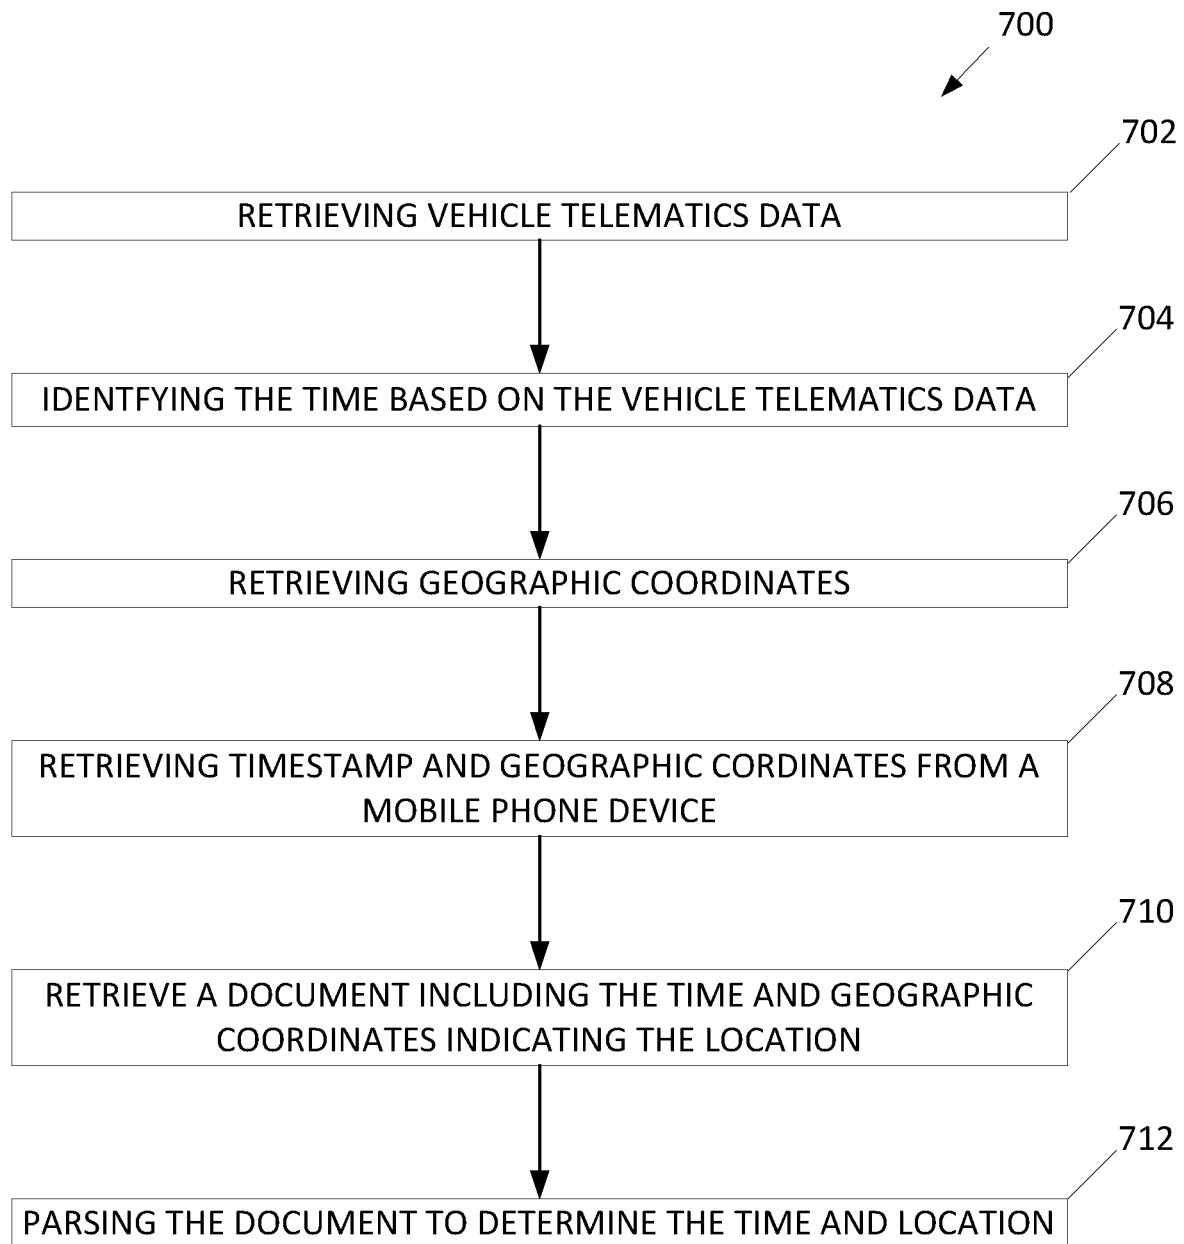 700
702
RETRIEVING VEHICLE TELEMATICS DATA
704
IDENTFYING THE TIME BASED ON THE VEHICLE TELEMATICS DATA
706
RETRIEVING GEOGRAPHIC COORDINATES
708
RETRIEVING TIMESTAMP AND GEOGRAPHIC CORDINATES FROM A
MOBILE PHONE DEVICE
710
RETRIEVE A DOCUMENT INCLUDING THE TIME AND GEOGRAPHIC
COORDINATES INDICATING THE LOCATION
712
PARSING THE DOCUMENT TO DETERMINE THE TIME AND LOCATION